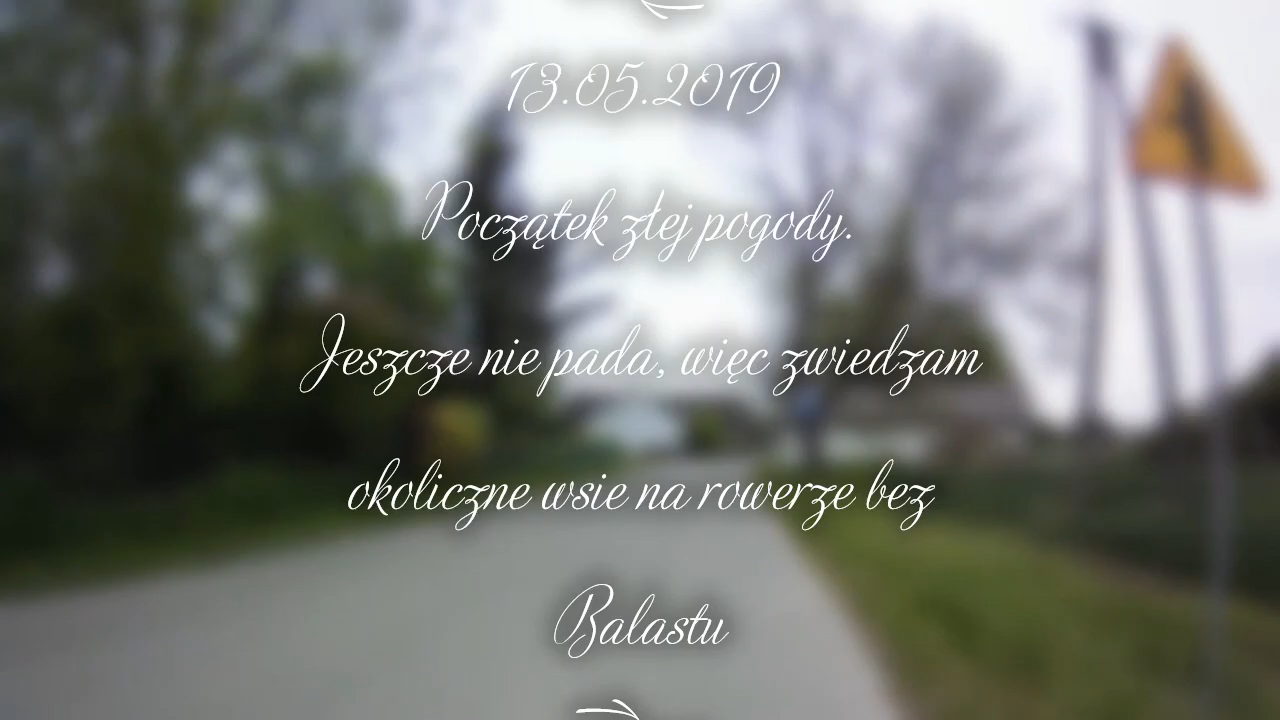 13.05.2019
Początek złej pogody.
Jeszcze nie pada, więc zwiedzam
okoliczne wsie na rowerze bez
Balastu